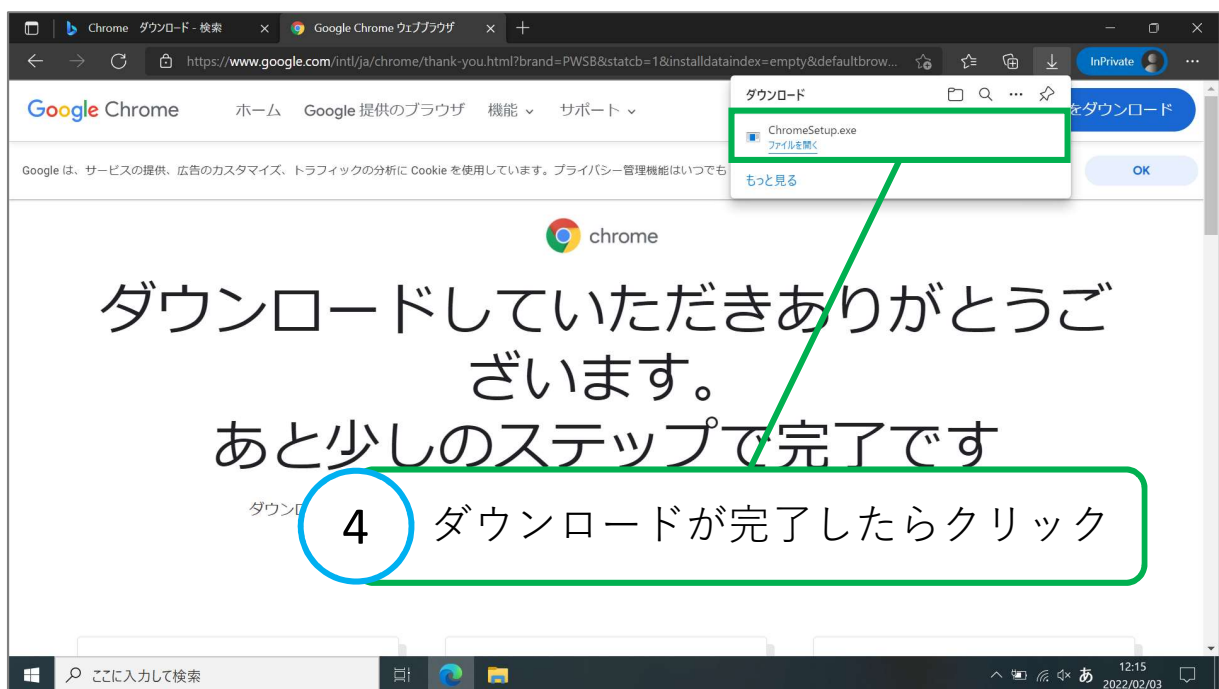 Chrome ダウンロード - 検索
Google Chrome ウェブブラウザ
https://www.google.com/intl/ja/chrome/thank-you.html?brand=PWSB&statcb=1&installdataindex=empty&defaultbrow...
InPrivate
Google Chrome ホーム Google 提供のブラウザ 機能 サポート
をダウンロード
ダウンロード
ChromeSetup.exe
ファイルを開く
もっと見る
Google は、サービスの提供、広告のカスタマイズ、トラフィックの分析に Cookie を使用しています。プライバシー管理機能はいつでも
OK
chrome
ダウンロードしていただきありがとうご
ざいます。
あと少しのステップで完了です
ダウン
4 ダウンロードが完了したらクリック
ここに入力して検索
あ
12:15
2022/02/03